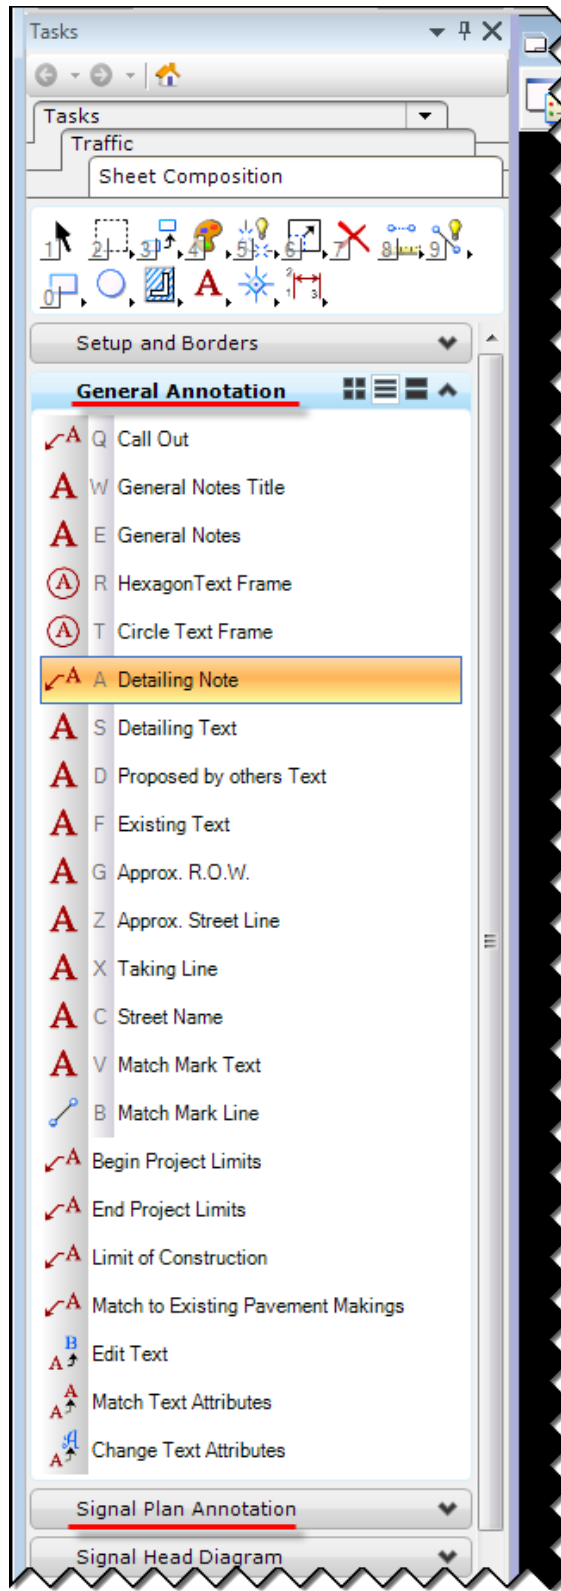 Tasks
Tasks
Traffic
Sheet Composition
1 2 3 4 5 6 7 8 9
0 A
Setup and Borders
General Annotation
A Q Call Out
A W General Notes Title
A E General Notes
A R HexagonText Frame
A T Circle Text Frame
A A Detailing Note
A S Detailing Text
A D Proposed by others Text
A F Existing Text
A G Approx. R.O.W.
A Z Approx. Street Line
A X Taking Line
A C Street Name
A V Match Mark Text
B Match Mark Line
A Begin Project Limits
A End Project Limits
A Limit of Construction
A Match to Existing Pavement Makings
A B Edit Text
A A Match Text Attributes
A A Change Text Attributes
Signal Plan Annotation
Signal Head Diagram